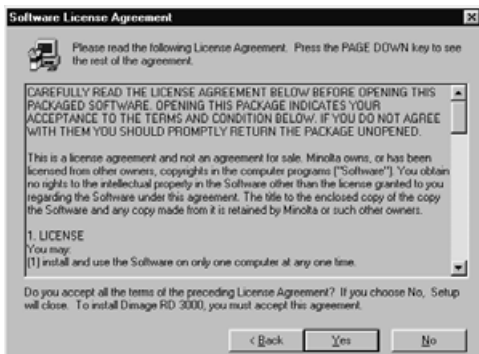 Software License Agreement
Please read the following License Agreement. Press the PAGE DOWN key to see
the rest of the agreement.
CAREFULLY READ THE LICENSE AGREEMENT BELOW BEFORE OPENING THIS
PACKAGED SOFTWARE. OPENING THIS PACKAGE INDICATES YOUR
ACCEPTANCE TO THE TERMS AND CONDITION BELOW. IF YOU DO NOT AGREE
WITH THEM YOU SHOULD PROMPTLY RETURN THE PACKAGE UNOPENED.
This is a license agreement and not an agreement for sale. Minolta owns, or has been
licensed from other owners, copyrights in the computer programs ("Software"). You obtain
no rights to the intellectual property in the Software other than the license granted to you
regarding the Software under this agreement. The title to the enclosed copy of the copy
the Software and any copy made from it is retained by Minolta or such other owners.
1. LICENSE
You may:
(1) install and use the Software on only one computer at any one time.
Do you accept all the terms of the preceding License Agreement? If you choose No, Setup
will close. To install Dimage RD 3000, you must accept this agreement.
< Back Yes No